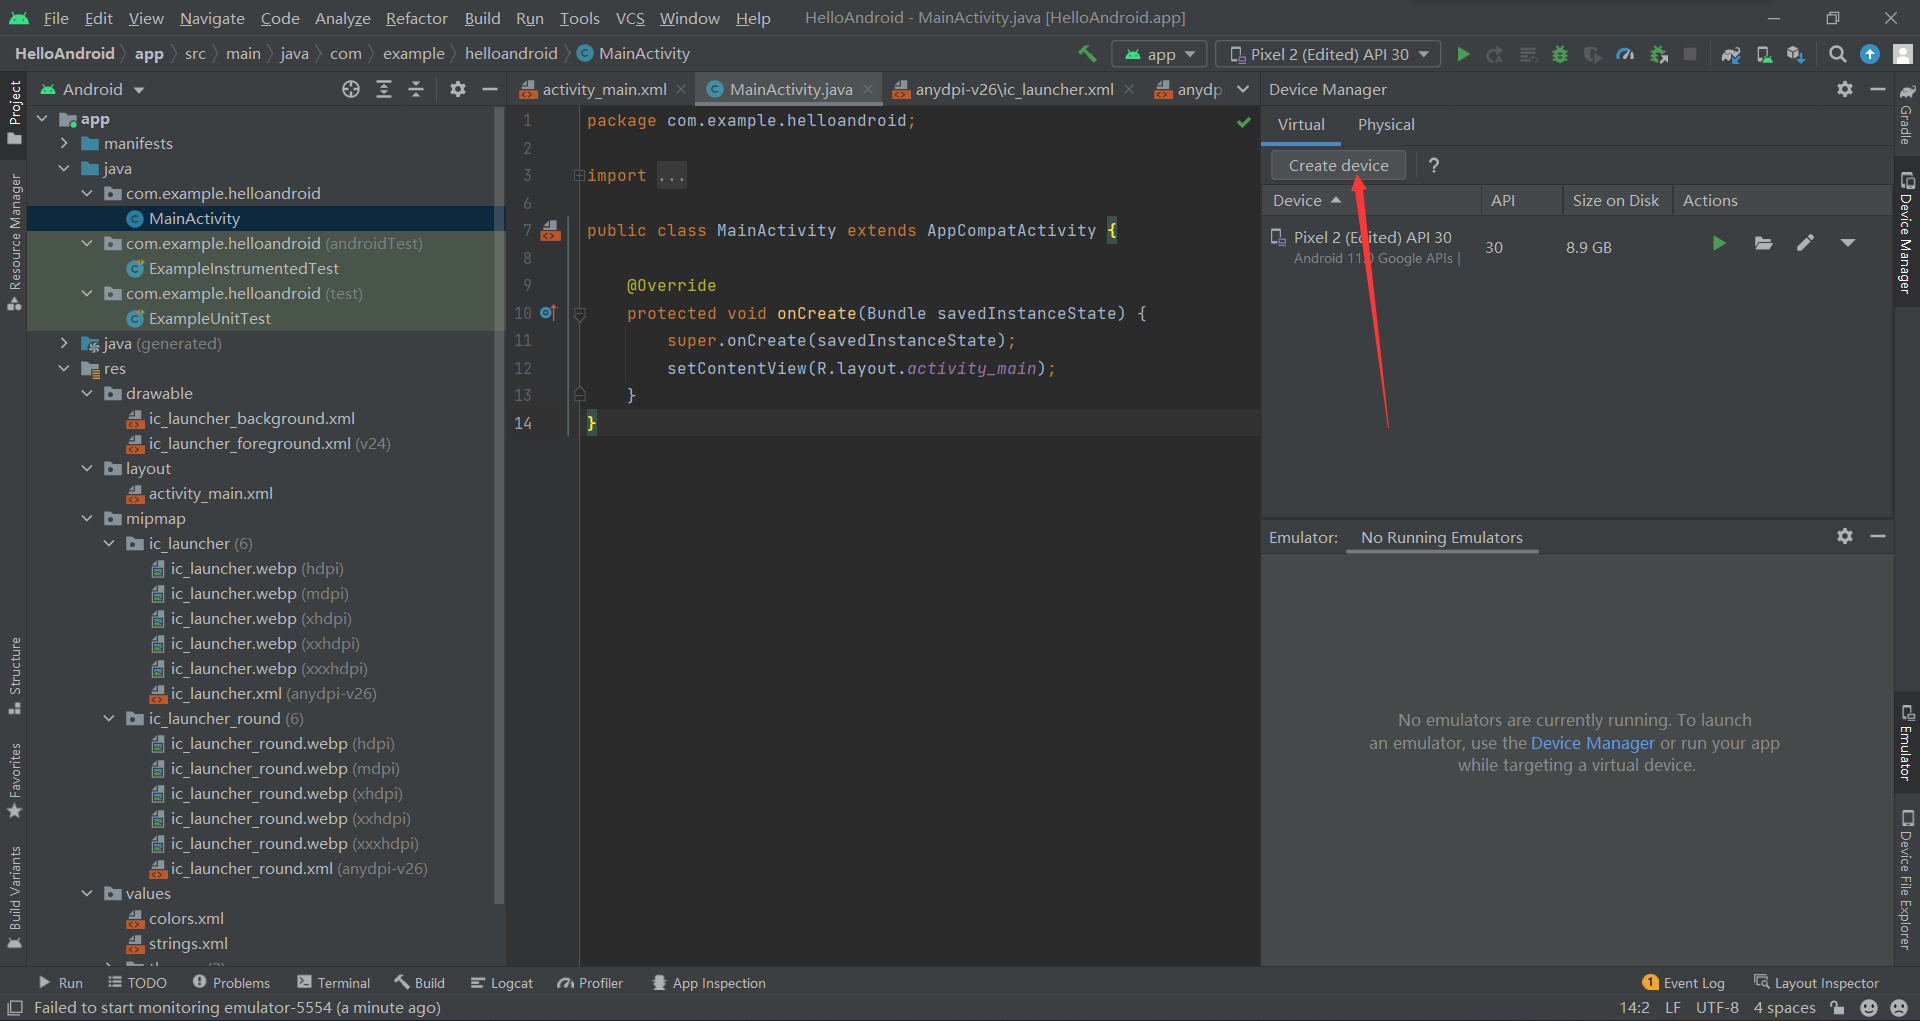 File Edit View Navigate Code Analyze Refactor Build Run Tools VCS Window Help HelloAndroid - MainActivity.java [HelloAndroid.app]
HelloAndroid app src main java com example helloandroid MainActivity app Pixel 2 (Edited) API 30
Project
Resource Manager
Structure
Favorites
Build Variants
Android
app
manifests
java
com.example.helloandroid
MainActivity
com.example.helloandroid (androidTest)
ExampleInstrumentedTest
com.example.helloandroid (test)
ExampleUnitTest
java (generated)
res
drawable
ic_launcher_background.xml
ic_launcher_foreground.xml (v24)
layout
activity_main.xml
mipmap
ic_launcher (6)
ic_launcher.webp (hdpi)
ic_launcher.webp (mdpi)
ic_launcher.webp (xhdpi)
ic_launcher.webp (xxhdpi)
ic_launcher.webp (xxxhdpi)
ic_launcher.xml (anydpi-v26)
ic_launcher_round (6)
ic_launcher_round.webp (hdpi)
ic_launcher_round.webp (mdpi)
ic_launcher_round.webp (xhdpi)
ic_launcher_round.webp (xxhdpi)
ic_launcher_round.webp (xxxhdpi)
ic_launcher_round.xml (anydpi-v26)
values
colors.xml
strings.xml
activity_main.xml MainActivity.java anydpi-v26\ic_launcher.xml anydp
1 package com.example.helloandroid;
2
3 import ...
6
7 public class MainActivity extends AppCompatActivity {
8
9 @Override
10 protected void onCreate(Bundle savedInstanceState) {
11 super.onCreate(savedInstanceState);
12 setContentView(R.layout.activity_main);
13 }
14 }
Device Manager
Virtual Physical
Create device ?
Device API Size on Disk Actions
Pixel 2 (Edited) API 30 30 8.9 GB
Android 11.0 Google APIs |
Emulator: No Running Emulators
No emulators are currently running. To launch
an emulator, use the Device Manager or run your app
while targeting a virtual device.
Gradle
Device Manager
Emulator
Device File Explorer
Run TODO Problems Terminal Build Logcat Profiler App Inspection 1 Event Log Layout Inspector
Failed to start monitoring emulator-5554 (a minute ago) 14:2 LF UTF-8 4 spaces